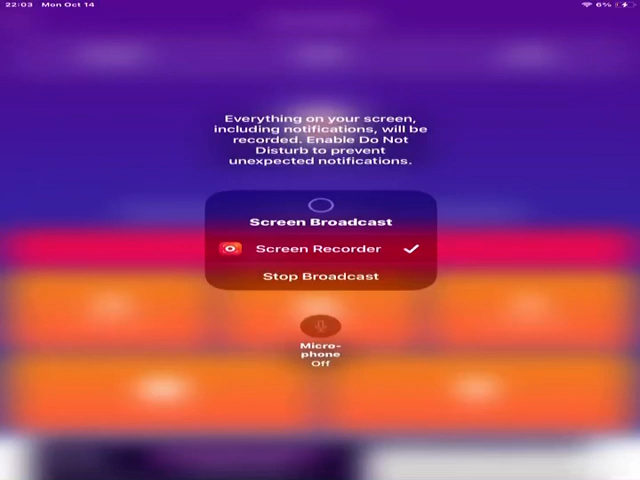 22:03 Mon Oct 14
6%
Everything on your screen,
including notifications, will be
recorded. Enable Do Not
Disturb to prevent
unexpected notifications.
Screen Broadcast
Screen Recorder
Stop Broadcast
Micro-
phone
Off